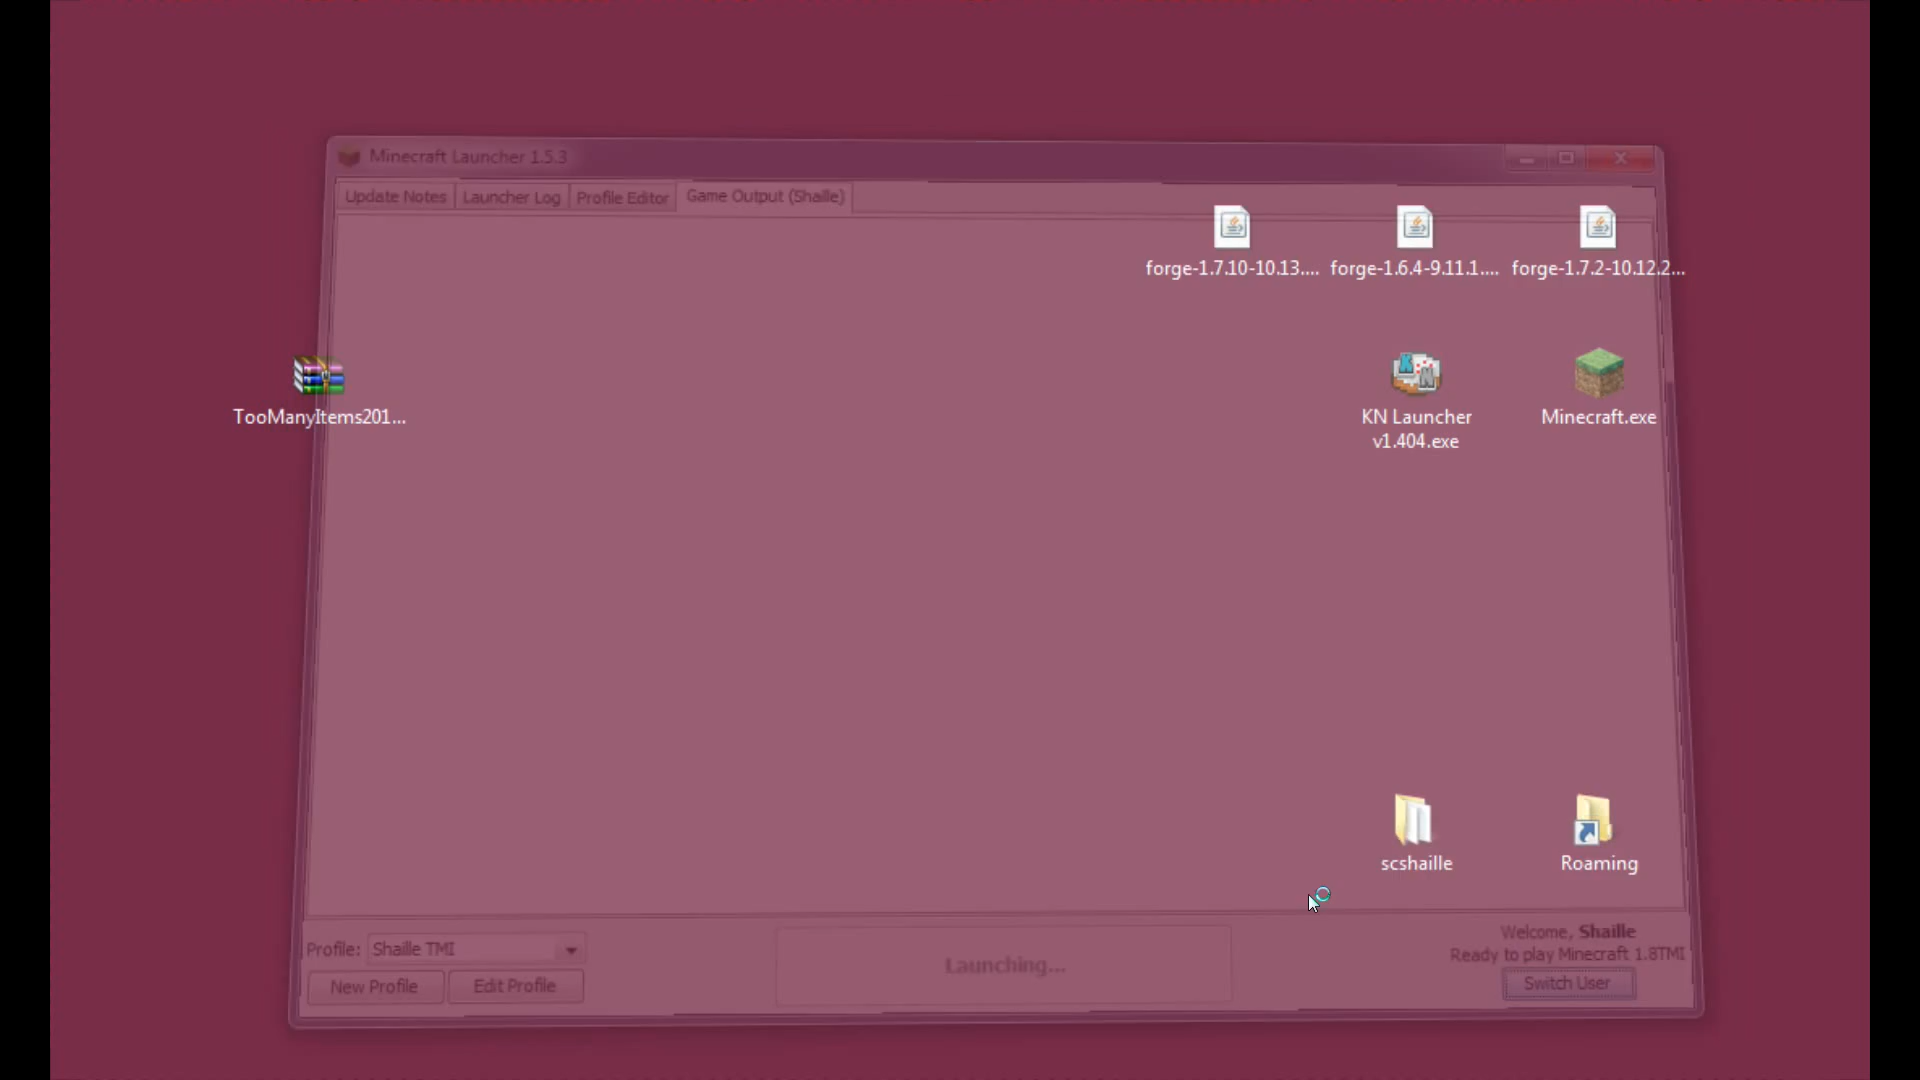 Minecraft Launcher 1.5.3
Update Notes
Launcher Log
Profile Editor
Game Output (Shaille)
forge-1.7.10-10.13....
forge-1.6.4-9.11.1....
forge-1.7.2-10.12.2...
TooManyItems201...
KN Launcher
v1.404.exe
Minecraft.exe
scshaille
Roaming
Profile:
Shaille TMI
New Profile
Edit Profile
Launching...
Welcome, Shaille
Ready to play Minecraft 1.8TMI
Switch User